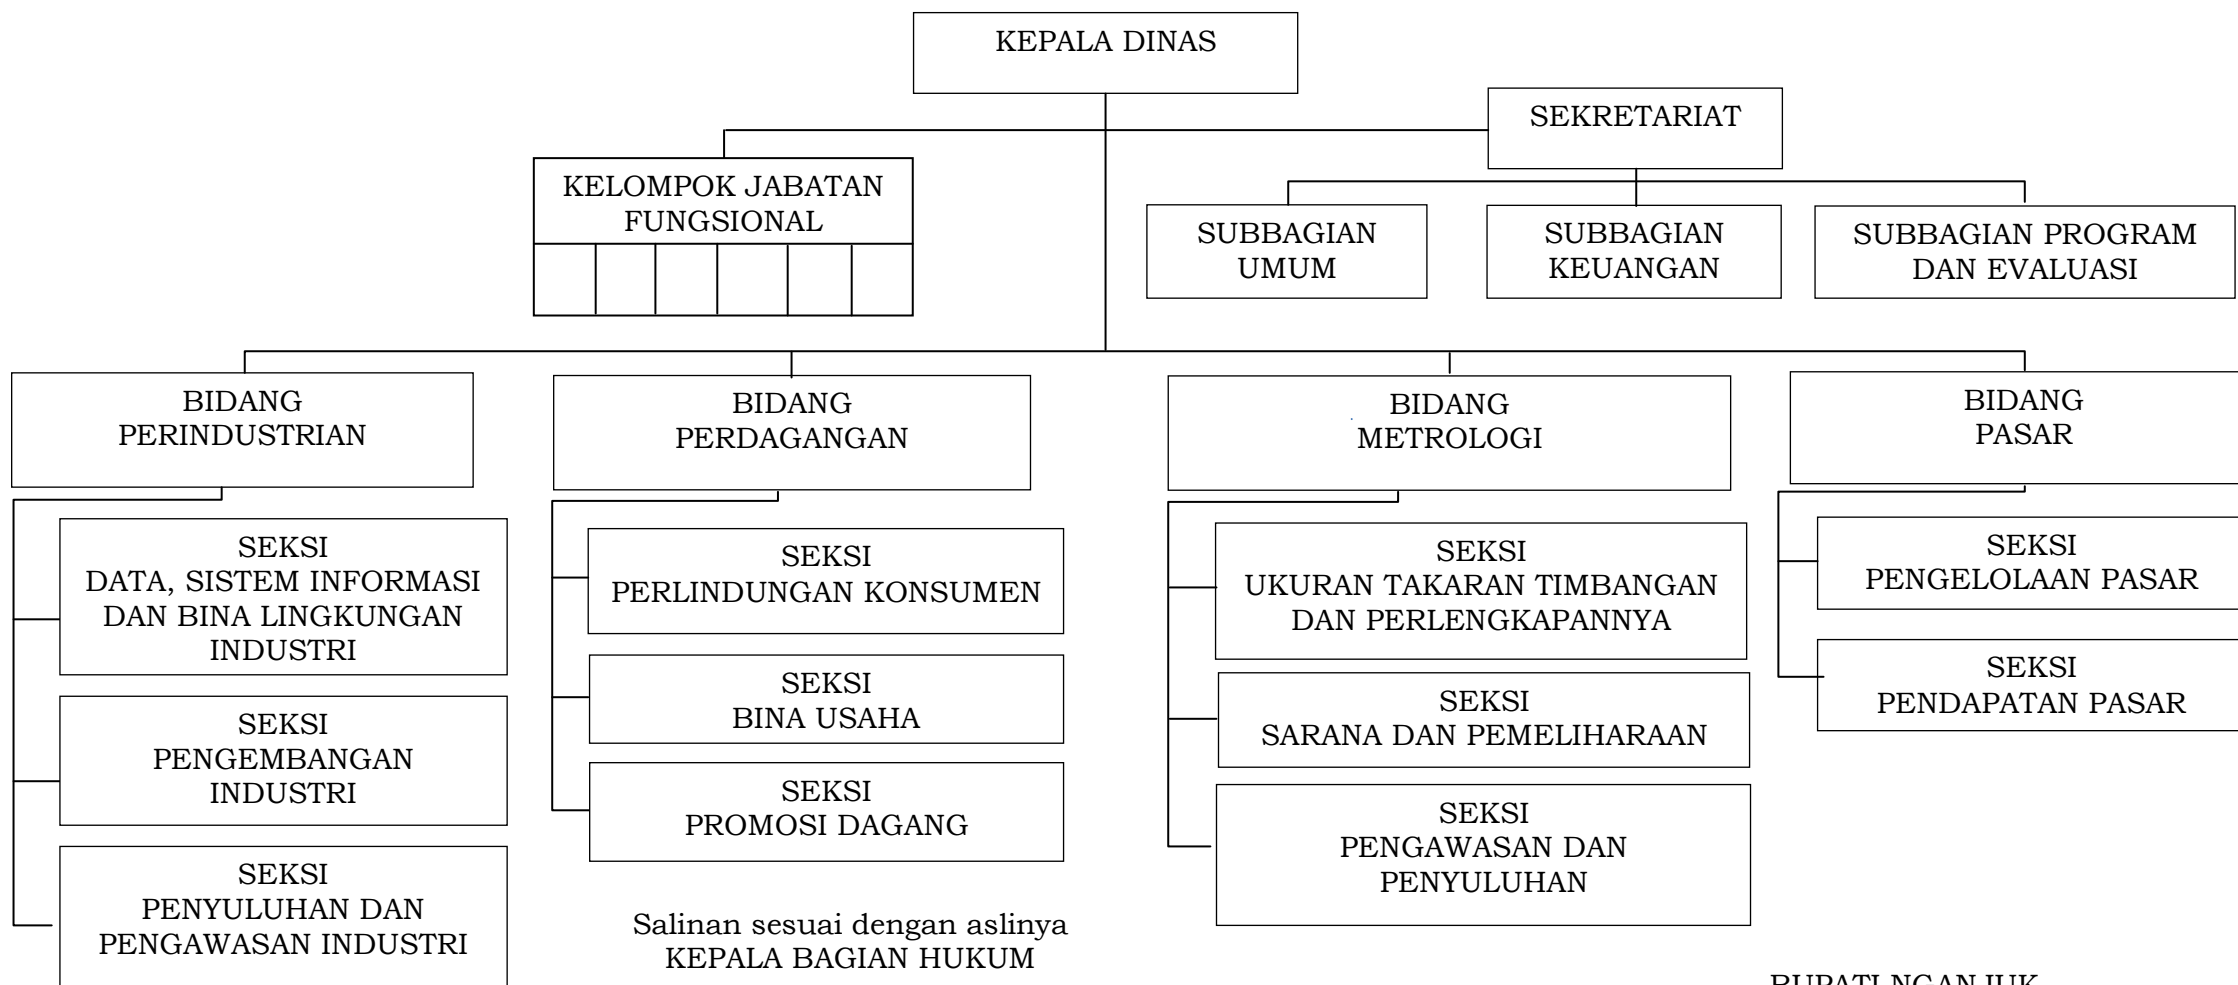 KEPALA DINAS
SEKRETARIAT
KELOMPOK JABATAN
FUNGSIONAL
SUBBAGIAN
UMUM
SUBBAGIAN
KEUANGAN
SUBBAGIAN PROGRAM
DAN EVALUASI
BIDANG
PERINDUSTRIAN
BIDANG
PERDAGANGAN
BIDANG
METROLOGI
BIDANG
PASAR
SEKSI
DATA, SISTEM INFORMASI
DAN BINA LINGKUNGAN
INDUSTRI
SEKSI
PENGEMBANGAN
INDUSTRI
SEKSI
PENYULUHAN DAN
PENGAWASAN INDUSTRI
SEKSI
PERLINDUNGAN KONSUMEN
SEKSI
BINA USAHA
SEKSI
PROMOSI DAGANG
SEKSI
UKURAN TAKARAN TIMBANGAN
DAN PERLENGKAPANNYA
SEKSI
SARANA DAN PEMELIHARAAN
SEKSI
PENGAWASAN DAN
PENYULUHAN
SEKSI
PENGELOLAAN PASAR
SEKSI
PENDAPATAN PASAR
Salinan sesuai dengan aslinya
KEPALA BAGIAN HUKUM
BUPATI NGANJUK